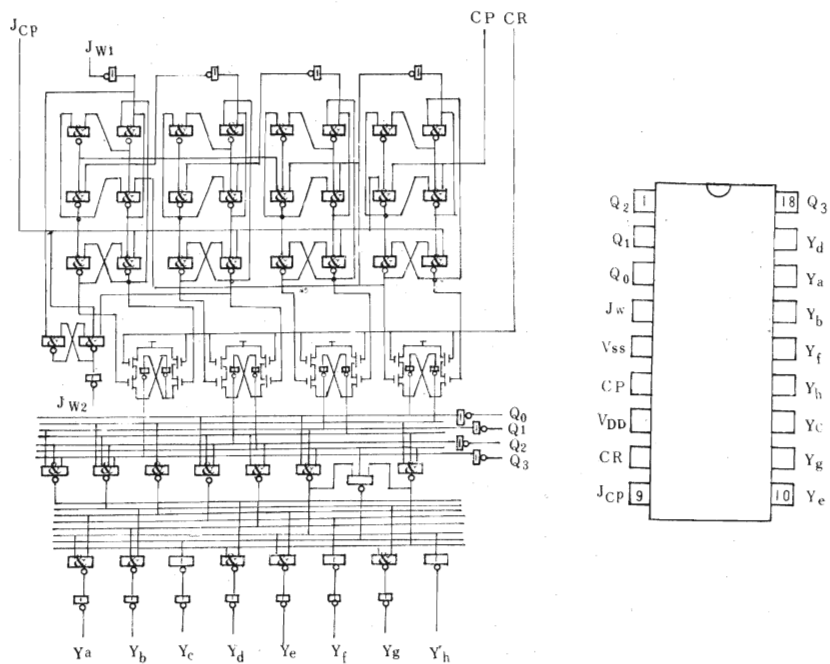 J_CP
J_W1
CP CR
J_W2
Q_0
Q_1
Q_2
Q_3
Y_a Y_b Y_c Y_d Y_e Y_f Y_g Y'_h
Q_2 1 18 Q_3
Q_1 Y_d
Q_0 Y_a
J_W Y_b
V_SS Y_f
CP Y_h
V_DD Y_C
CR Y_g
J_CP 9 10 Y_e